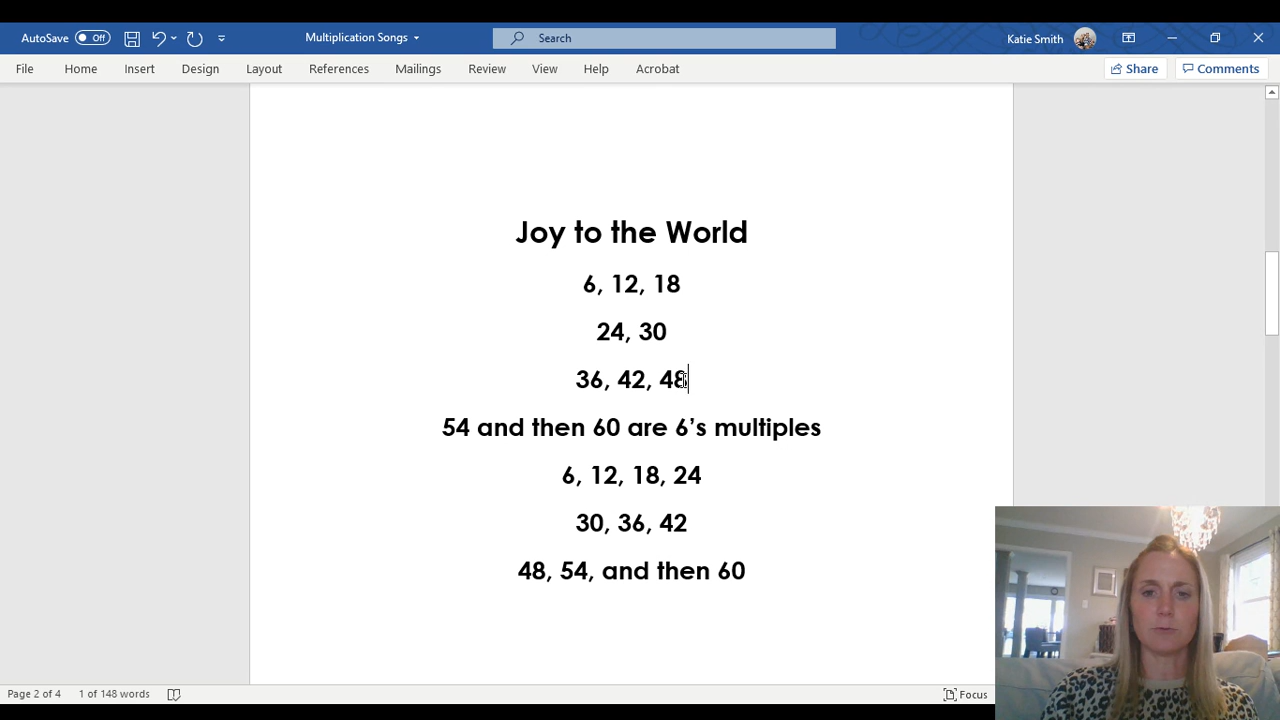 AutoSave Off Multiplication Songs Search Katie Smith
File Home Insert Design Layout References Mailings Review View Help Acrobat Share Comments
Joy to the World
6, 12, 18
24, 30
36, 42, 48
54 and then 60 are 6’s multiples
6, 12, 18, 24
30, 36, 42
48, 54, and then 60
Page 2 of 4 1 of 148 words Focus